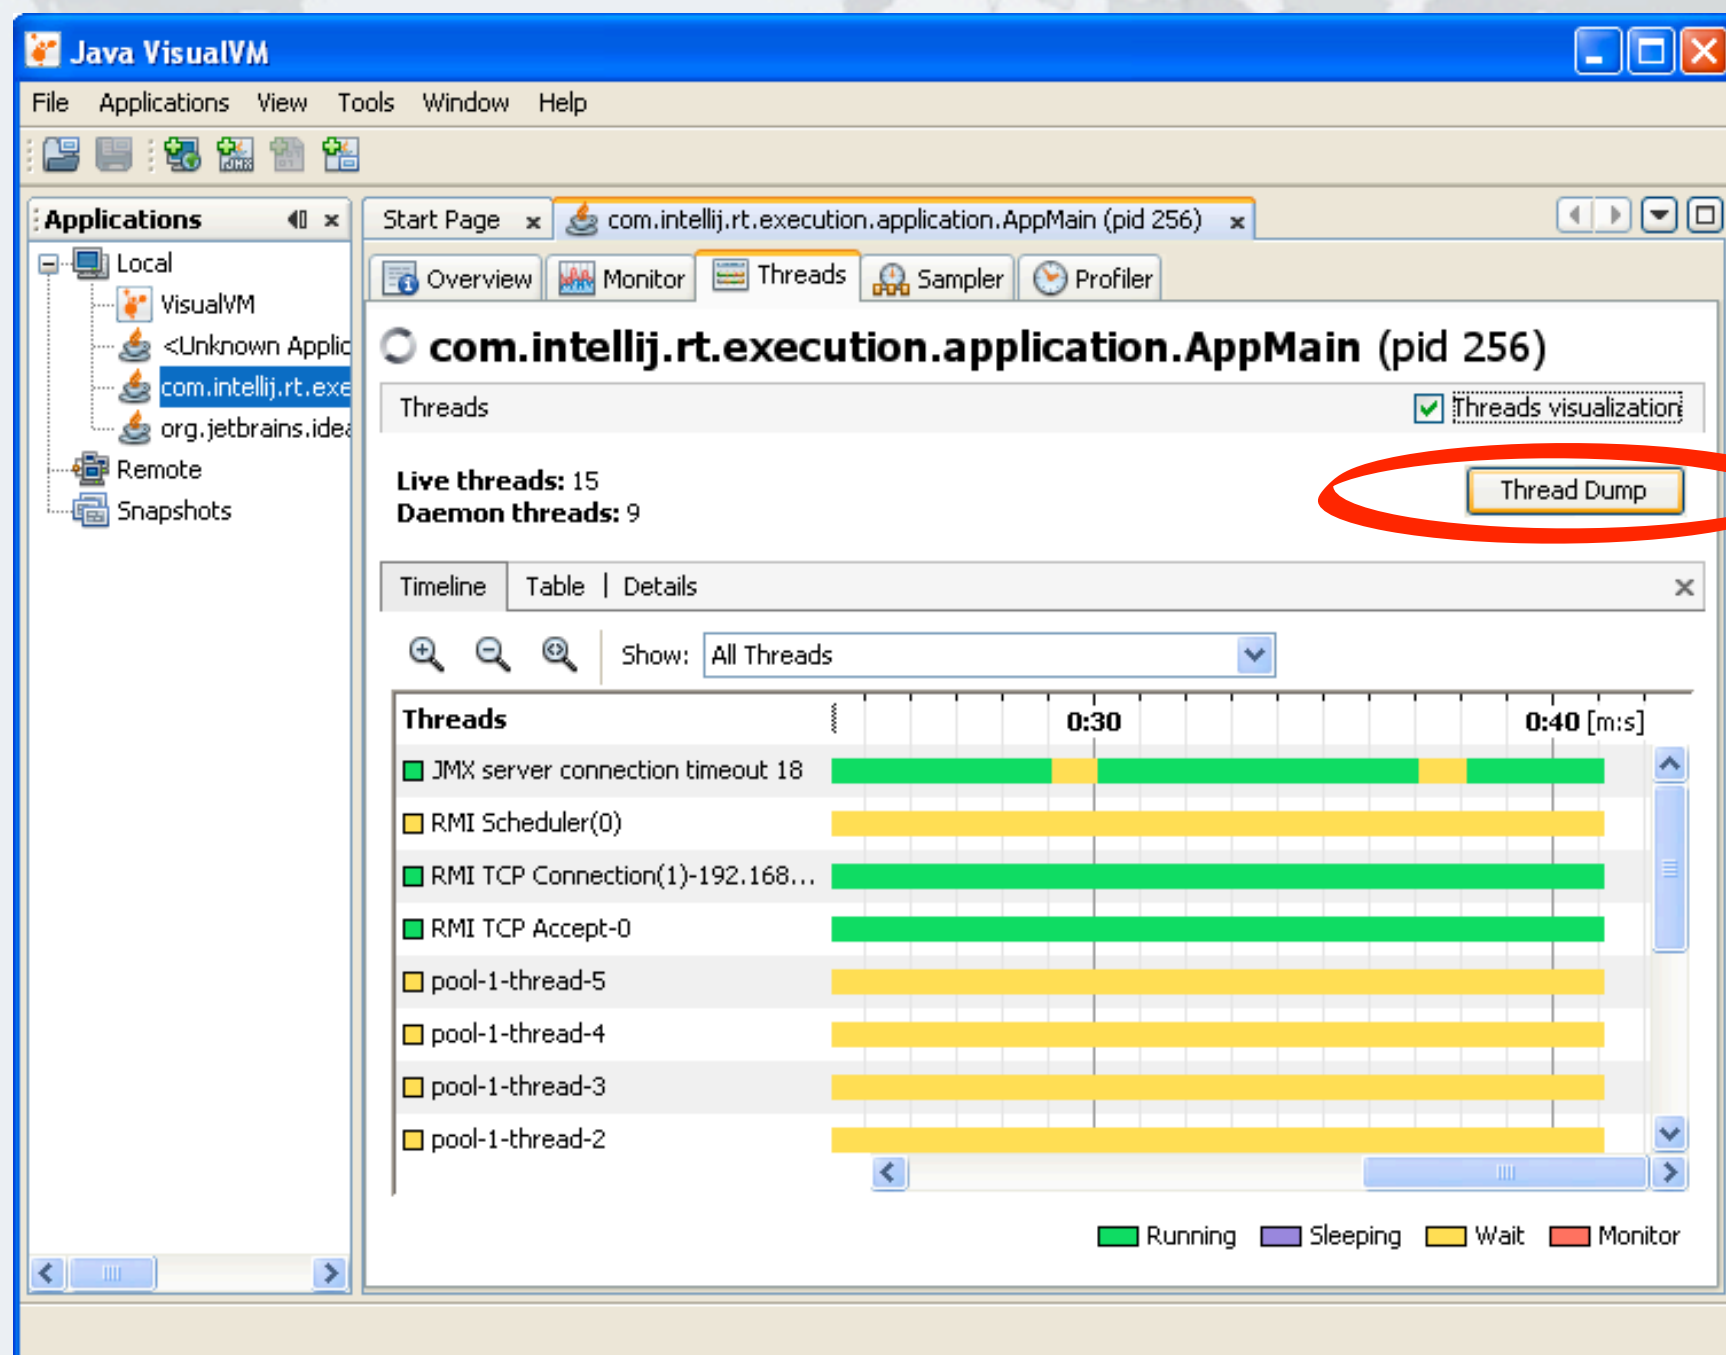 Java VisualVM
File Applications View Tools Window Help
JMX
Applications
Start Page
com.intellij.rt.execution.application.AppMain (pid 256)
Local
VisualVM
<Unknown Applic
com.intellij.rt.exe
org.jetbrains.idea
Remote
Snapshots
Overview Monitor Threads Sampler Profiler
com.intellij.rt.execution.application.AppMain (pid 256)
Threads
Threads visualization
Live threads: 15
Daemon threads: 9
Thread Dump
Timeline Table | Details
Show: All Threads
Threads 0:30 0:40 [m:s]
JMX server connection timeout 18
RMI Scheduler(0)
RMI TCP Connection(1)-192.168...
RMI TCP Accept-0
pool-1-thread-5
pool-1-thread-4
pool-1-thread-3
pool-1-thread-2
Running Sleeping Wait Monitor